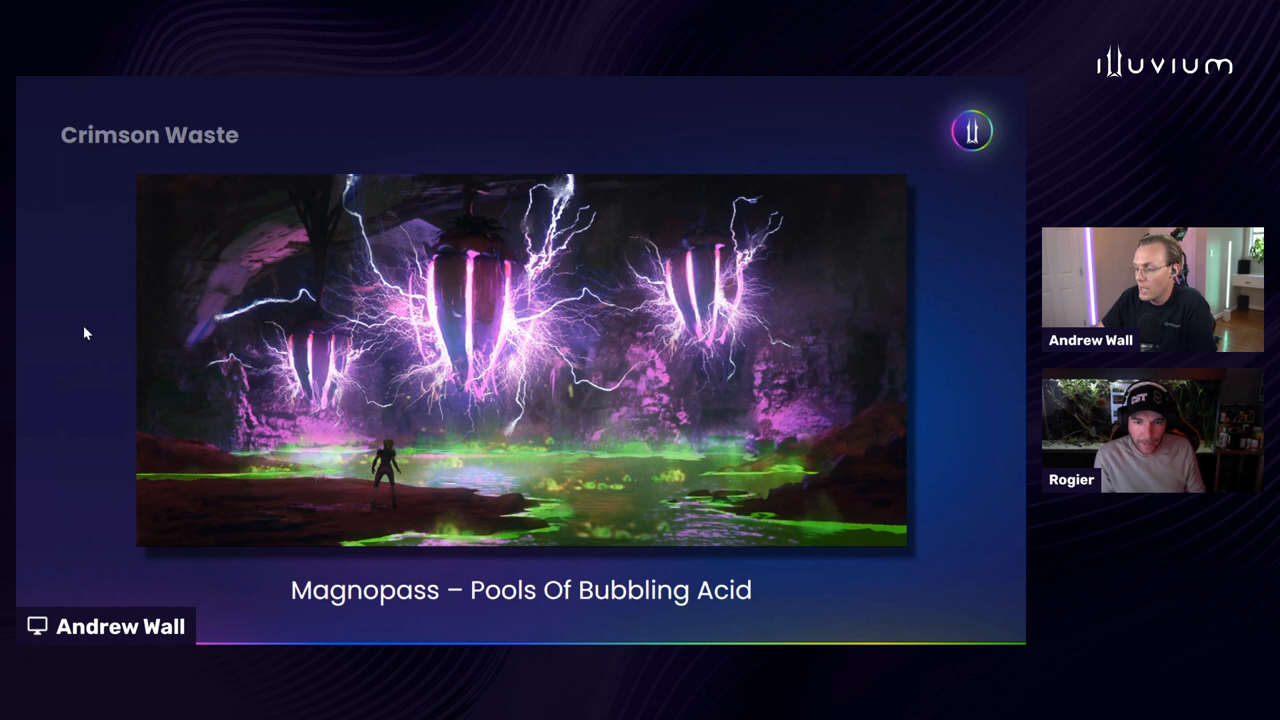 illuvium
Crimson Waste
Magnopass – Pools Of Bubbling Acid
Andrew Wall
Andrew Wall
Rogier